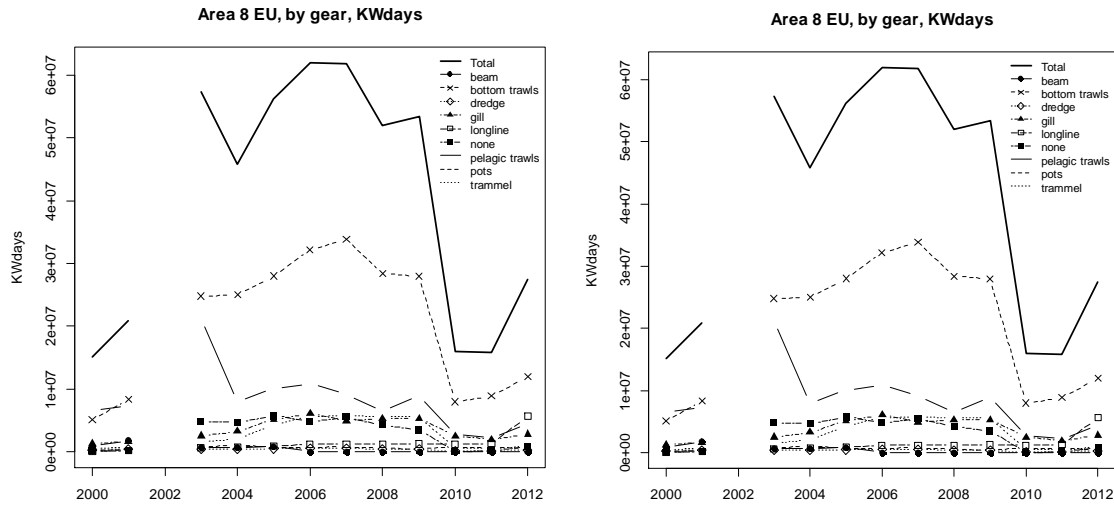 Area 8 EU, by gear, KWdays
KWdays
6e+07
5e+07
4e+07
3e+07
2e+07
1e+07
0e+00
Total
beam
bottom trawls
dredge
gill
longline
none
pelagic trawls
pots
trammel
2000 2002 2004 2006 2008 2010 2012
Area 8 EU, by gear, KWdays
KWdays
6e+07
5e+07
4e+07
3e+07
2e+07
1e+07
0e+00
Total
beam
bottom trawls
dredge
gill
longline
none
pelagic trawls
pots
trammel
2000 2002 2004 2006 2008 2010 2012